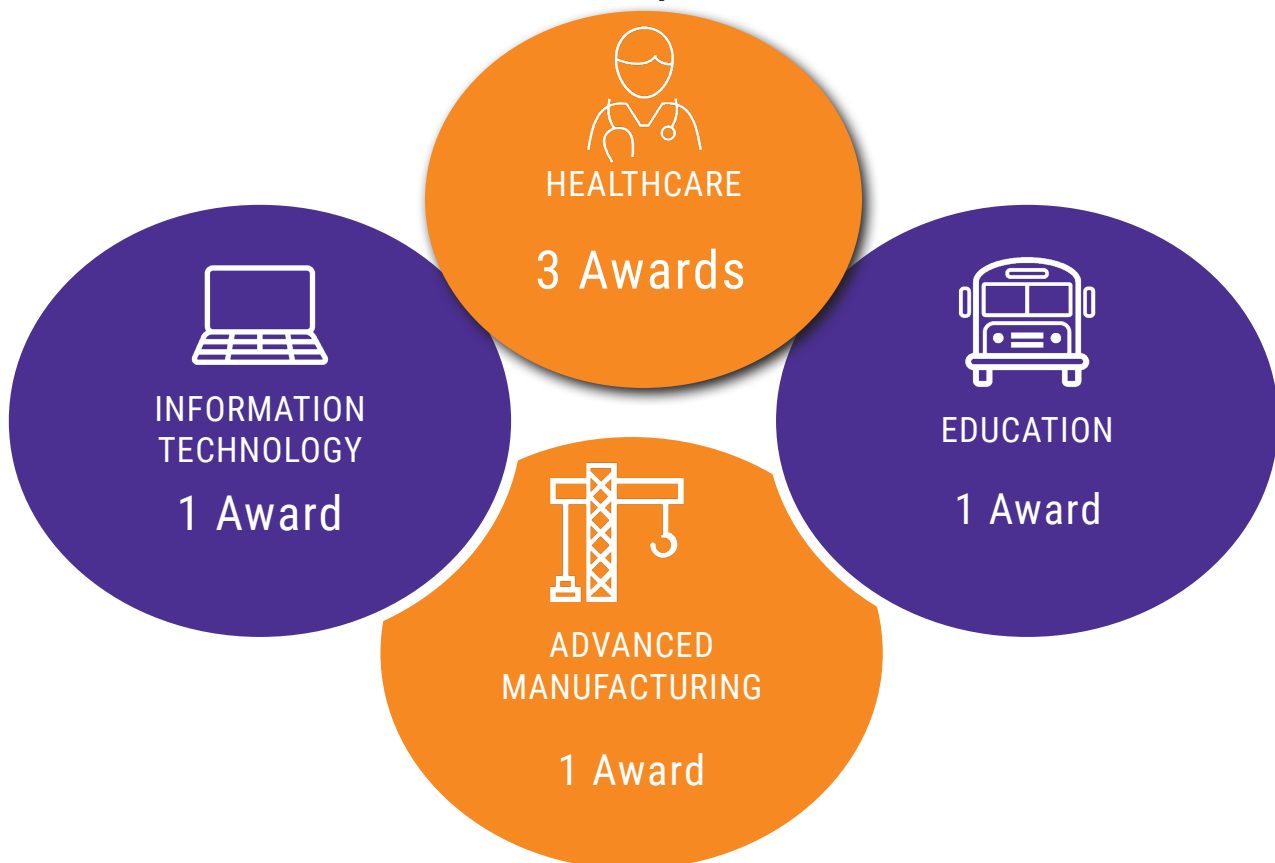 HEALTHCARE
3 Awards
INFORMATION
TECHNOLOGY
1 Award
EDUCATION
1 Award
ADVANCED
MANUFACTURING
1 Award